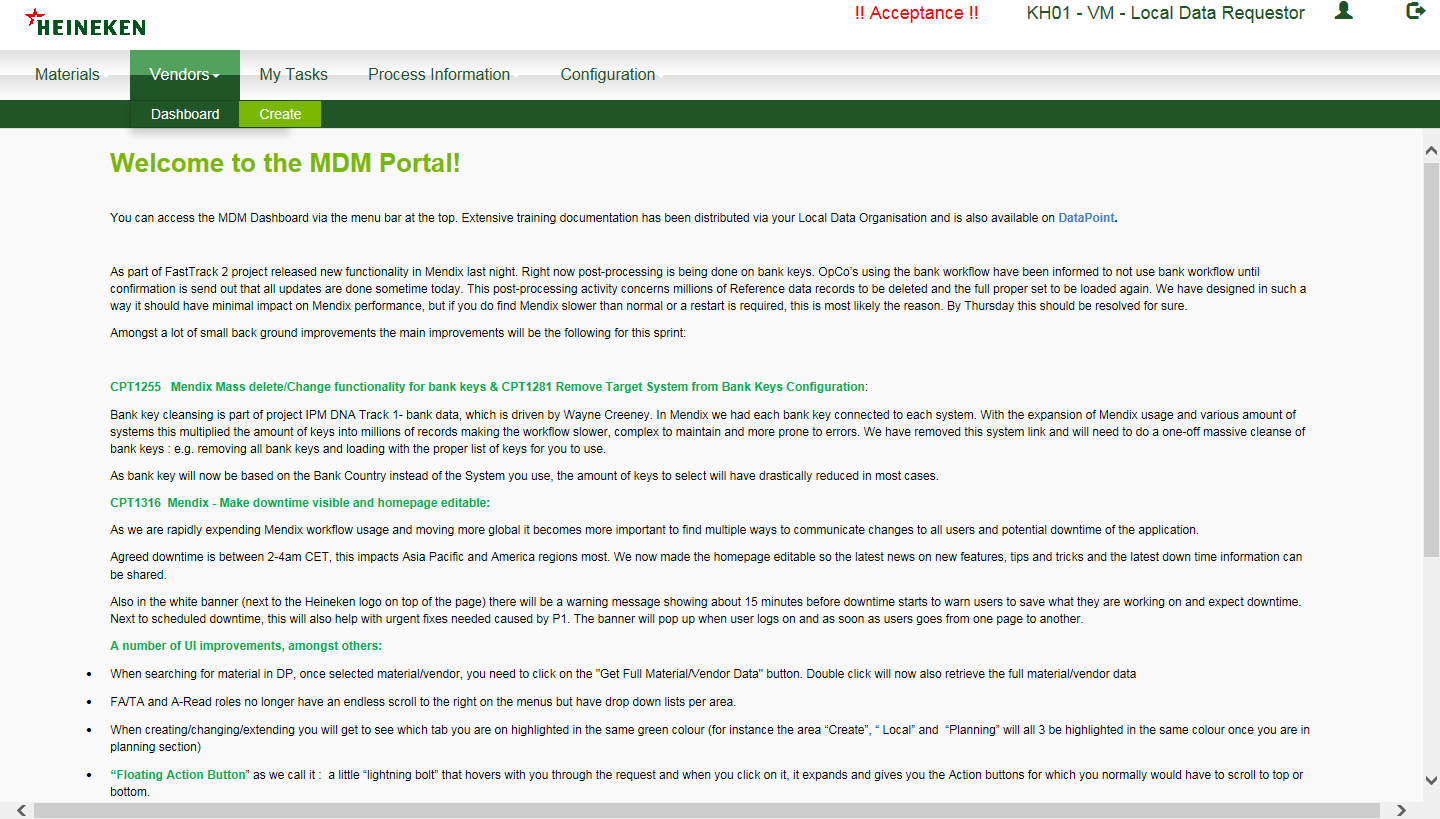 HEINEKEN
!! Acceptance !!
KH01 - VM - Local Data Requestor
Materials
Vendors
My Tasks
Process Information
Configuration
Dashboard
Create
Welcome to the MDM Portal!
You can access the MDM Dashboard via the menu bar at the top. Extensive training documentation has been distributed via your Local Data Organisation and is also available on DataPoint.
As part of FastTrack 2 project released new functionality in Mendix last night. Right now post-processing is being done on bank keys. OpCo's using the bank workflow have been informed to not use bank workflow until
confirmation is send out that all updates are done sometime today. This post-processing activity concerns millions of Reference data records to be deleted and the full proper set to be loaded again. We have designed in such a
way it should have minimal impact on Mendix performance, but if you do find Mendix slower than normal or a restart is required, this is most likely the reason. By Thursday this should be resolved for sure.
Amongst a lot of small back ground improvements the main improvements will be the following for this sprint:
CPT1255   Mendix Mass delete/Change functionality for bank keys & CPT1281 Remove Target System from Bank Keys Configuration:
Bank key cleansing is part of project IPM DNA Track 1- bank data, which is driven by Wayne Creeney. In Mendix we had each bank key connected to each system. With the expansion of Mendix usage and various amount of
systems this multiplied the amount of keys into millions of records making the workflow slower, complex to maintain and more prone to errors. We have removed this system link and will need to do a one-off massive cleanse of
bank keys : e.g. removing all bank keys and loading with the proper list of keys for you to use.
As bank key will now be based on the Bank Country instead of the System you use, the amount of keys to select will have drastically reduced in most cases.
CPT1316  Mendix - Make downtime visible and homepage editable:
As we are rapidly expending Mendix workflow usage and moving more global it becomes more important to find multiple ways to communicate changes to all users and potential downtime of the application.
Agreed downtime is between 2-4am CET, this impacts Asia Pacific and America regions most. We now made the homepage editable so the latest news on new features, tips and tricks and the latest down time information can
be shared.
Also in the white banner (next to the Heineken logo on top of the page) there will be a warning message showing about 15 minutes before downtime starts to warn users to save what they are working on and expect downtime.
Next to scheduled downtime, this will also help with urgent fixes needed caused by P1. The banner will pop up when user logs on and as soon as users goes from one page to another.
A number of UI improvements, amongst others:
• When searching for material in DP, once selected material/vendor, you need to click on the "Get Full Material/Vendor Data" button. Double click will now also retrieve the full material/vendor data
• FA/TA and A-Read roles no longer have an endless scroll to the right on the menus but have drop down lists per area.
• When creating/changing/extending you will get to see which tab you are on highlighted in the same green colour (for instance the area “Create”, “ Local” and  “Planning” will all 3 be highlighted in the same colour once you are in
planning section)
• “Floating Action Button” as we call it :  a little “lightning bolt” that hovers with you through the request and when you click on it, it expands and gives you the Action buttons for which you normally would have to scroll to top or
bottom.